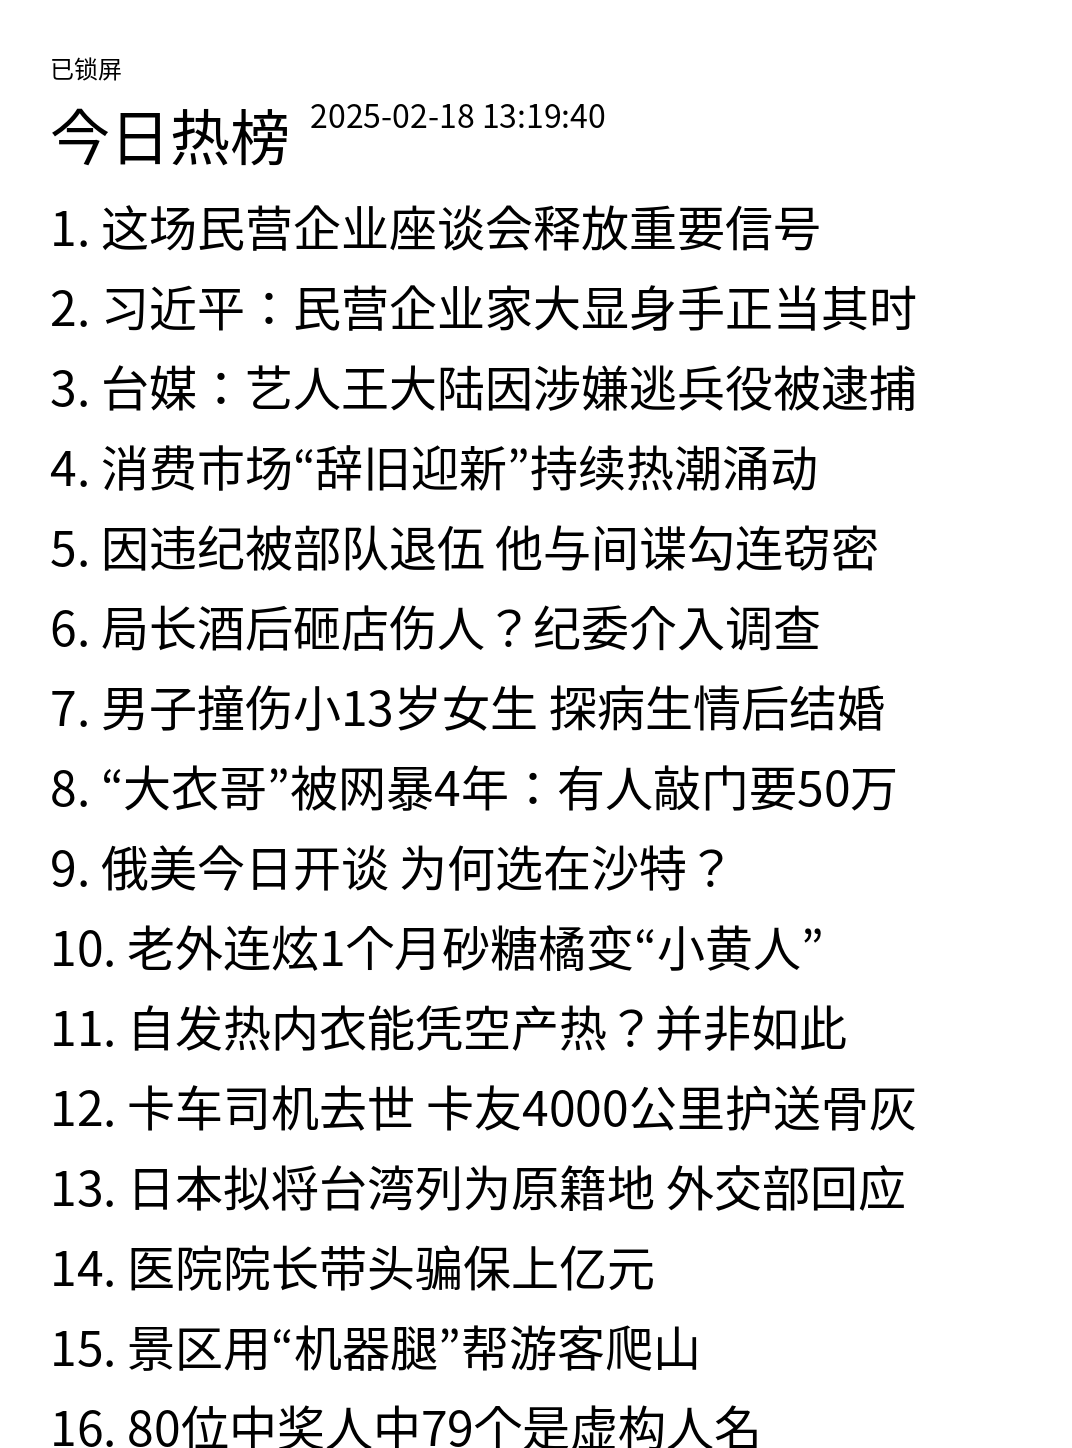 已锁屏
今日热榜 2025-02-18 13:19:40
1. 这场民营企业座谈会释放重要信号
2. 习近平：民营企业家大显身手正当其时
3. 台媒：艺人王大陆因涉嫌逃兵役被逮捕
4. 消费市场“辞旧迎新”持续热潮涌动
5. 因违纪被部队退伍 他与间谍勾连窃密
6. 局长酒后砸店伤人？纪委介入调查
7. 男子撞伤小13岁女生 探病生情后结婚
8. “大衣哥”被网暴4年：有人敲门要50万
9. 俄美今日开谈 为何选在沙特？
10. 老外连炫1个月砂糖橘变“小黄人”
11. 自发热内衣能凭空产热？并非如此
12. 卡车司机去世 卡友4000公里护送骨灰
13. 日本拟将台湾列为原籍地 外交部回应
14. 医院院长带头骗保上亿元
15. 景区用“机器腿”帮游客爬山
16. 80位中奖人中79个是虚构人名